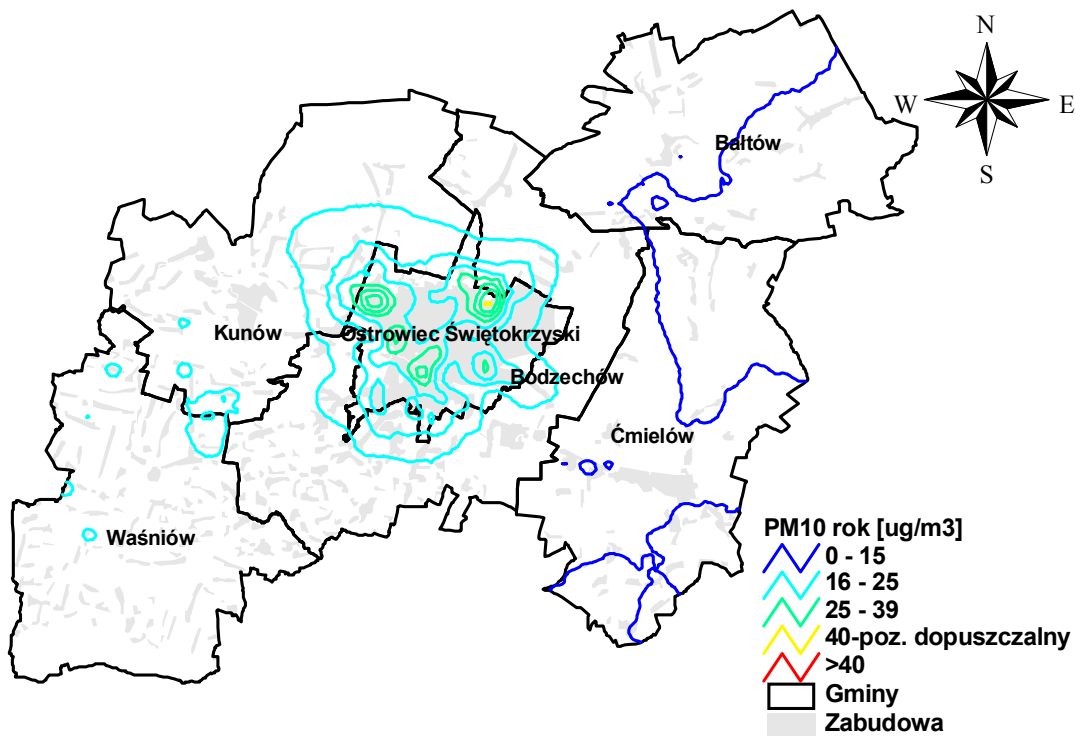 N
W
E
S
Bałtów
Kunów
Ostrowiec Świętokrzyski
Bodzechów
Ćmielów
Waśniów
PM10 rok [ug/m3]
0 - 15
16 - 25
25 - 39
40-poz. dopuszczalny
>40
Gminy
Zabudowa